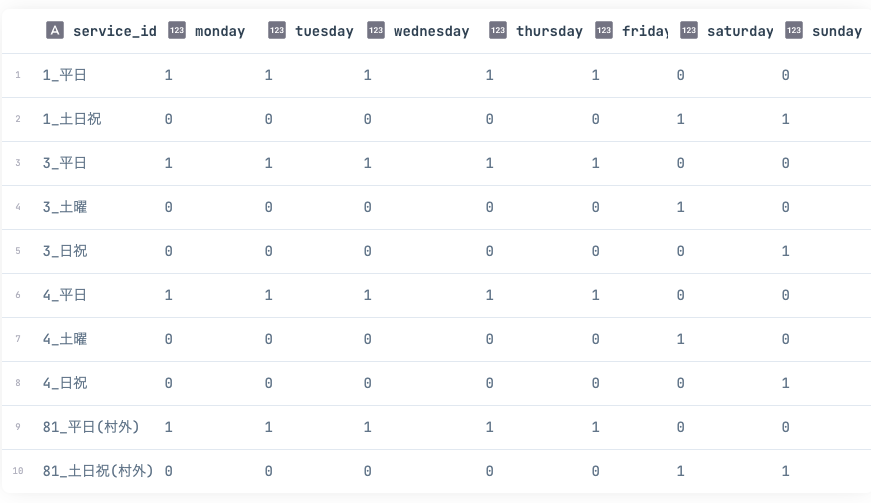 A service_id 123 monday 123 tuesday 123 wednesday 123 thursday 123 friday 123 saturday 123 sunday
1 1_平日 1 1 1 1 1 0 0
2 1_土日祝 0 0 0 0 0 1 1
3 3_平日 1 1 1 1 1 0 0
4 3_土曜 0 0 0 0 0 1 0
5 3_日祝 0 0 0 0 0 0 1
6 4_平日 1 1 1 1 1 0 0
7 4_土曜 0 0 0 0 0 1 0
8 4_日祝 0 0 0 0 0 0 1
9 81_平日(村外) 1 1 1 1 1 0 0
10 81_土日祝(村外) 0 0 0 0 0 1 1